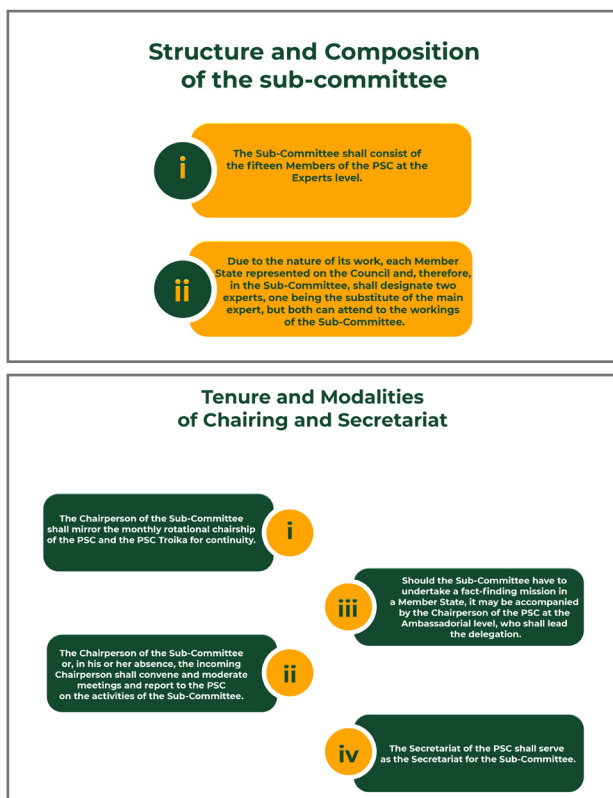 Structure and Composition
of the sub-committee
i
The Sub-Committee shall consist of
the fifteen Members of the PSC at the
Experts level.
ii
Due to the nature of its work, each Member
State represented on the Council and, therefore,
in the Sub-Committee, shall designate two
experts, one being the substitute of the main
expert, but both can attend to the workings
of the Sub-Committee.
Tenure and Modalities
of Chairing and Secretariat
The Chairperson of the Sub-Committee
shall mirror the monthly rotational chairship
of the PSC and the PSC Troika for continuity.
i
The Chairperson of the Sub-Committee
or, in his or her absence, the incoming
Chairperson shall convene and moderate
meetings and report to the PSC
on the activities of the Sub-Committee.
ii
iii
Should the Sub-Committee have to
undertake a fact-finding mission in
a Member State, it may be accompanied
by the Chairperson of the PSC at the
Ambassadorial level, who shall lead
the delegation.
iv
The Secretariat of the PSC shall serve
as the Secretariat for the Sub-Committee.